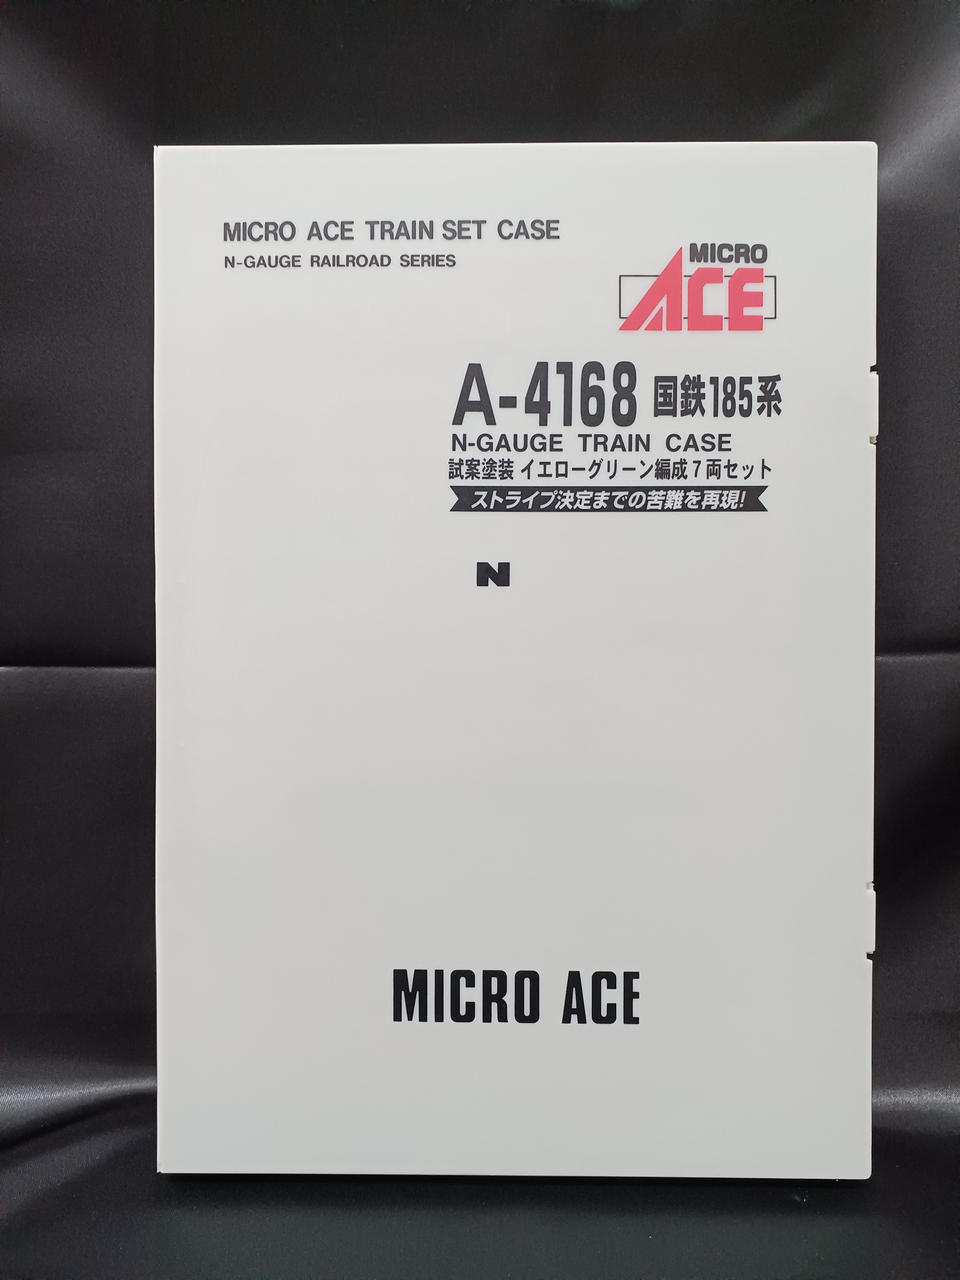 MICRO ACE TRAIN SET CASE
N-GAUGE RAILROAD SERIES
MICRO
ACE
A-4168 国鉄185系
N-GAUGE TRAIN CASE
試案塗装 イエローグリーン編成7両セット
ストライプ決定までの苦難を再現!
N
MICRO ACE